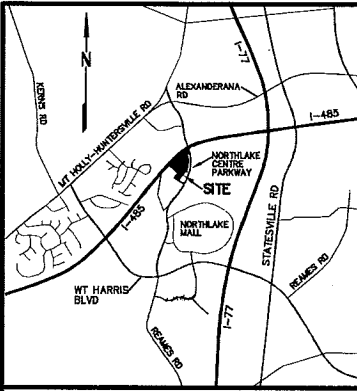 N
I-77
KERNS RD
ALEXANDERANA
RD
I-485
MT HOLLY-HUNTERSVILLE RD
NORTHLAKE
CENTRE
PARKWAY
SITE
I-485
NORTHLAKE
MALL
STATESVILLE RD
WT HARRIS
BLVD
REAMES RD
REAMES RD
I-77